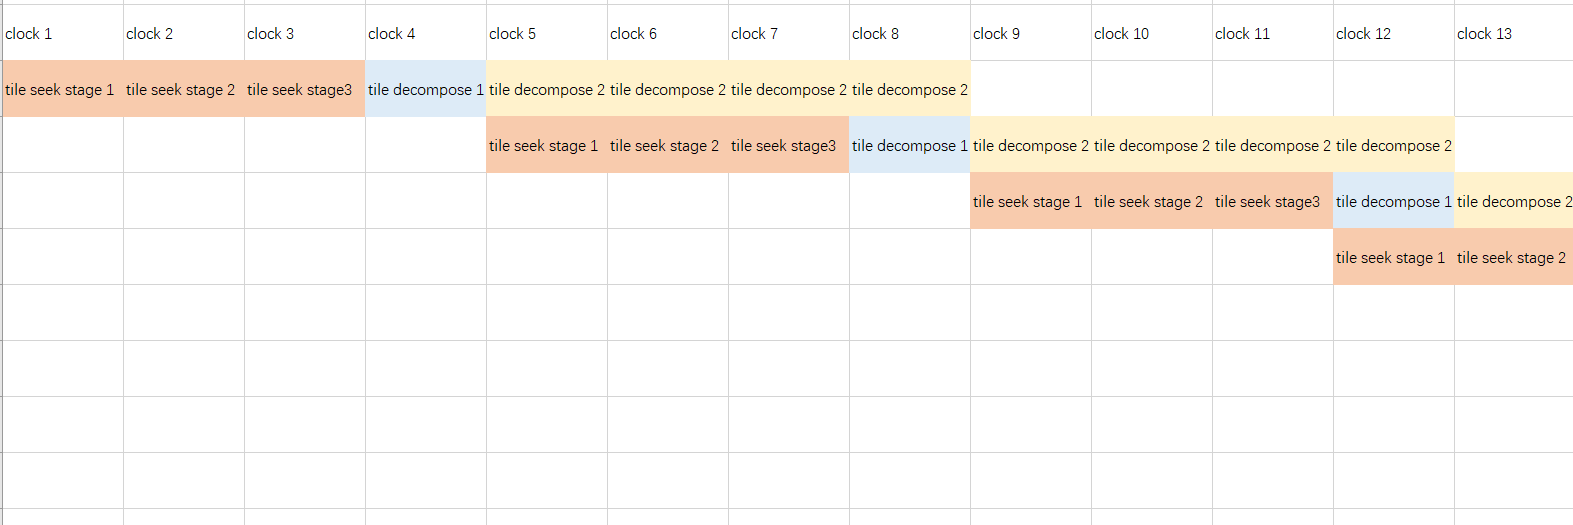 clock 1 clock 2 clock 3 clock 4 clock 5 clock 6 clock 7 clock 8 clock 9 clock 10 clock 11 clock 12 clock 13
tile seek stage 1 tile seek stage 2 tile seek stage3 tile decompose 1 tile decompose 2 tile decompose 2 tile decompose 2 tile decompose 2
tile seek stage 1 tile seek stage 2 tile seek stage3 tile decompose 1 tile decompose 2 tile decompose 2 tile decompose 2 tile decompose 2
tile seek stage 1 tile seek stage 2 tile seek stage3 tile decompose 1 tile decompose 2
tile seek stage 1 tile seek stage 2